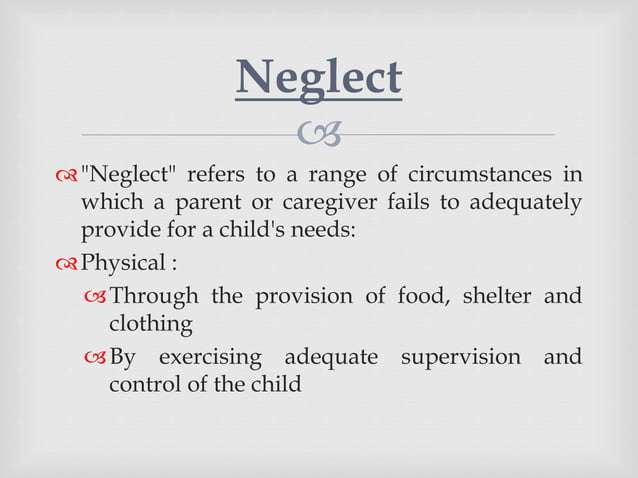 Neglect
"Neglect" refers to a range of circumstances in
which a parent or caregiver fails to adequately
provide for a child's needs:
Physical :
Through the provision of food, shelter and
clothing
By exercising adequate supervision and
control of the child